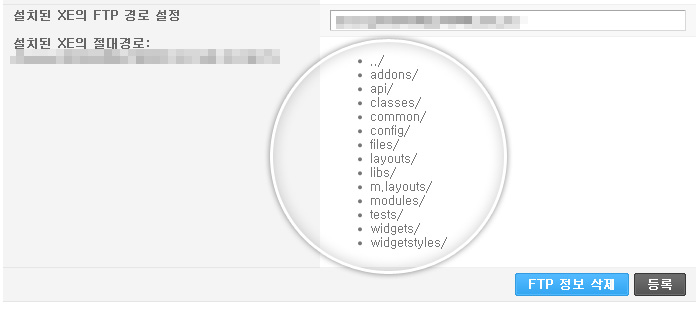 설치된 XE의 FTP 경로 설정
설치된 XE의 절대경로:
../
addons/
api/
classes/
common/
config/
files/
layouts/
libs/
m.layouts/
modules/
tests/
widgets/
widgetstyles/
FTP 정보 삭제
등록